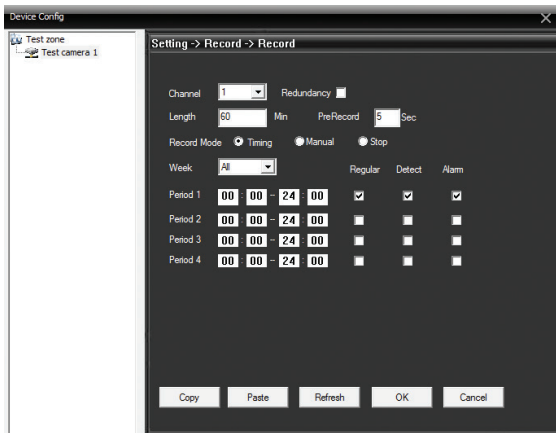 Device Config
Test zone
Test camera 1
Setting -> Record -> Record
Channel 1 Redundancy
Length 60 Min PreRecord 5 Sec
Record Mode Timing Manual Stop
Week All Regular Detect Alarm
Period 1 00 : 00 - 24 : 00
Period 2 00 : 00 - 24 : 00
Period 3 00 : 00 - 24 : 00
Period 4 00 : 00 - 24 : 00
Copy Paste Refresh OK Cancel